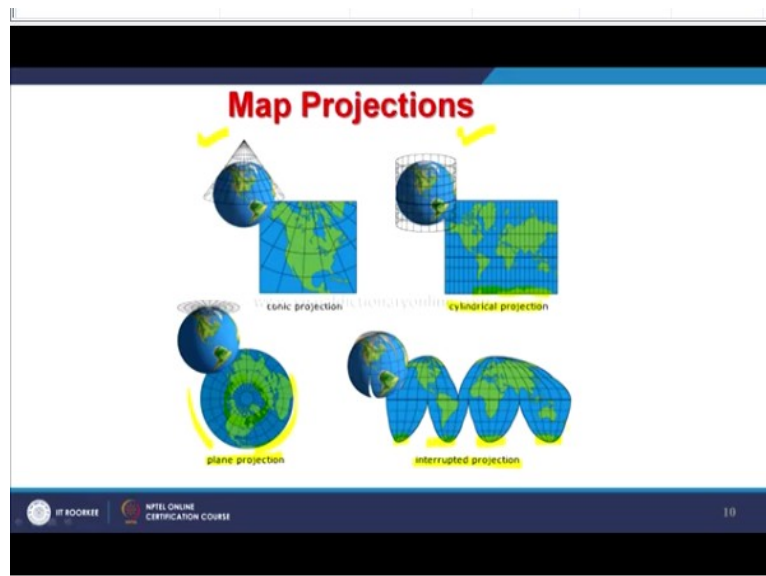 Map Projections
conic projection
cylindrical projection
plane projection
interrupted projection
IIT ROORKEE
NPTEL ONLINE
CERTIFICATION COURSE
10